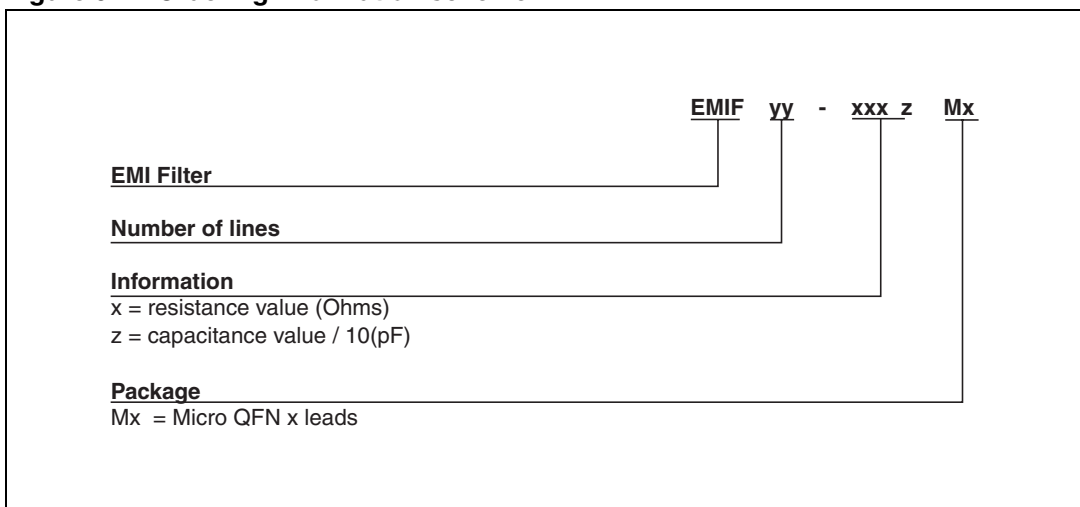 EMIF yy - xxx z Mx
EMI Filter
Number of lines
Information
x = resistance value (Ohms)
z = capacitance value / 10(pF)
Package
Mx = Micro QFN x leads